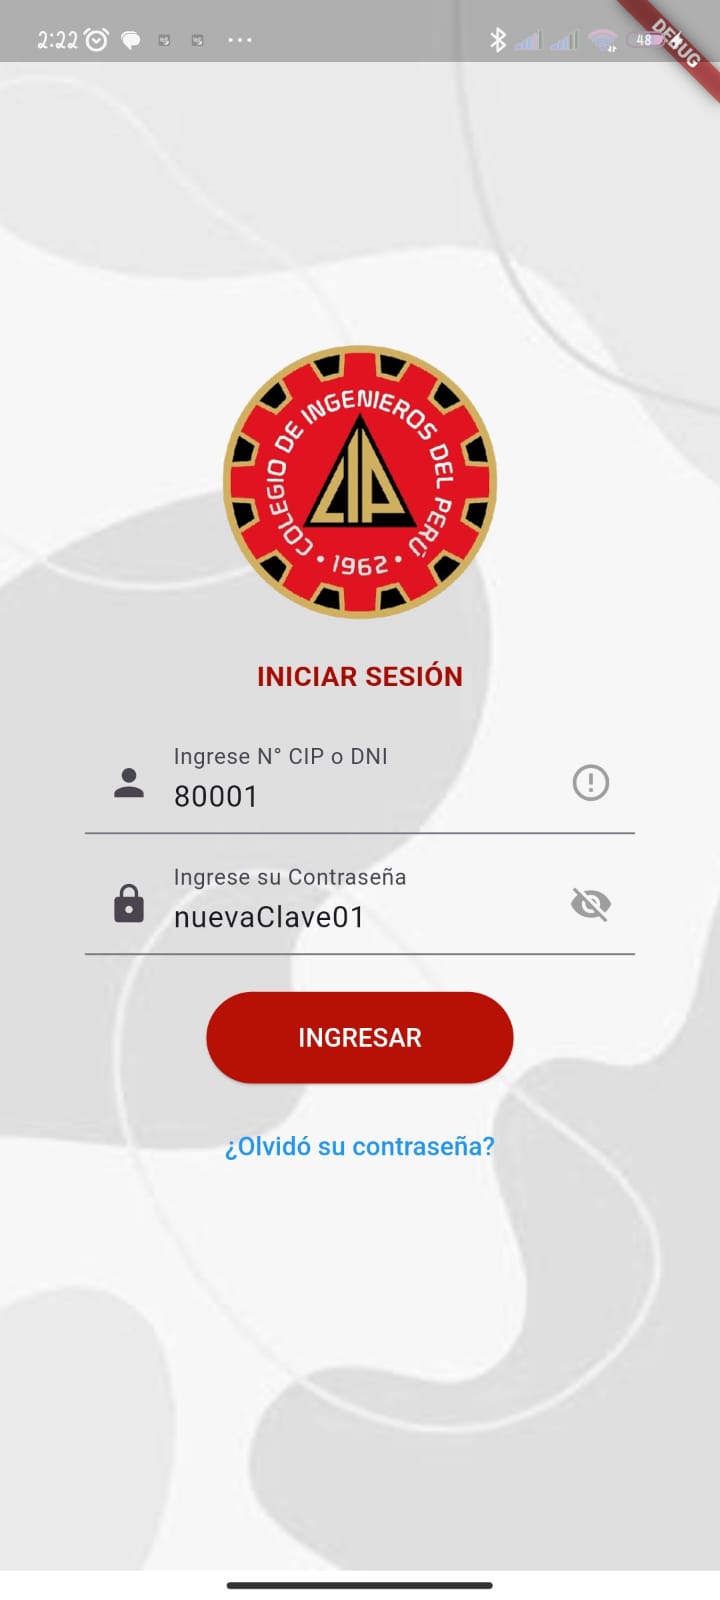 2:22
48
DEBUG
COLEGIO DE INGENIEROS DEL PERÚ
CIP
• 1962 •
INICIAR SESIÓN
Ingrese N° CIP o DNI
80001
Ingrese su Contraseña
nuevaClave01
INGRESAR
¿Olvidó su contraseña?